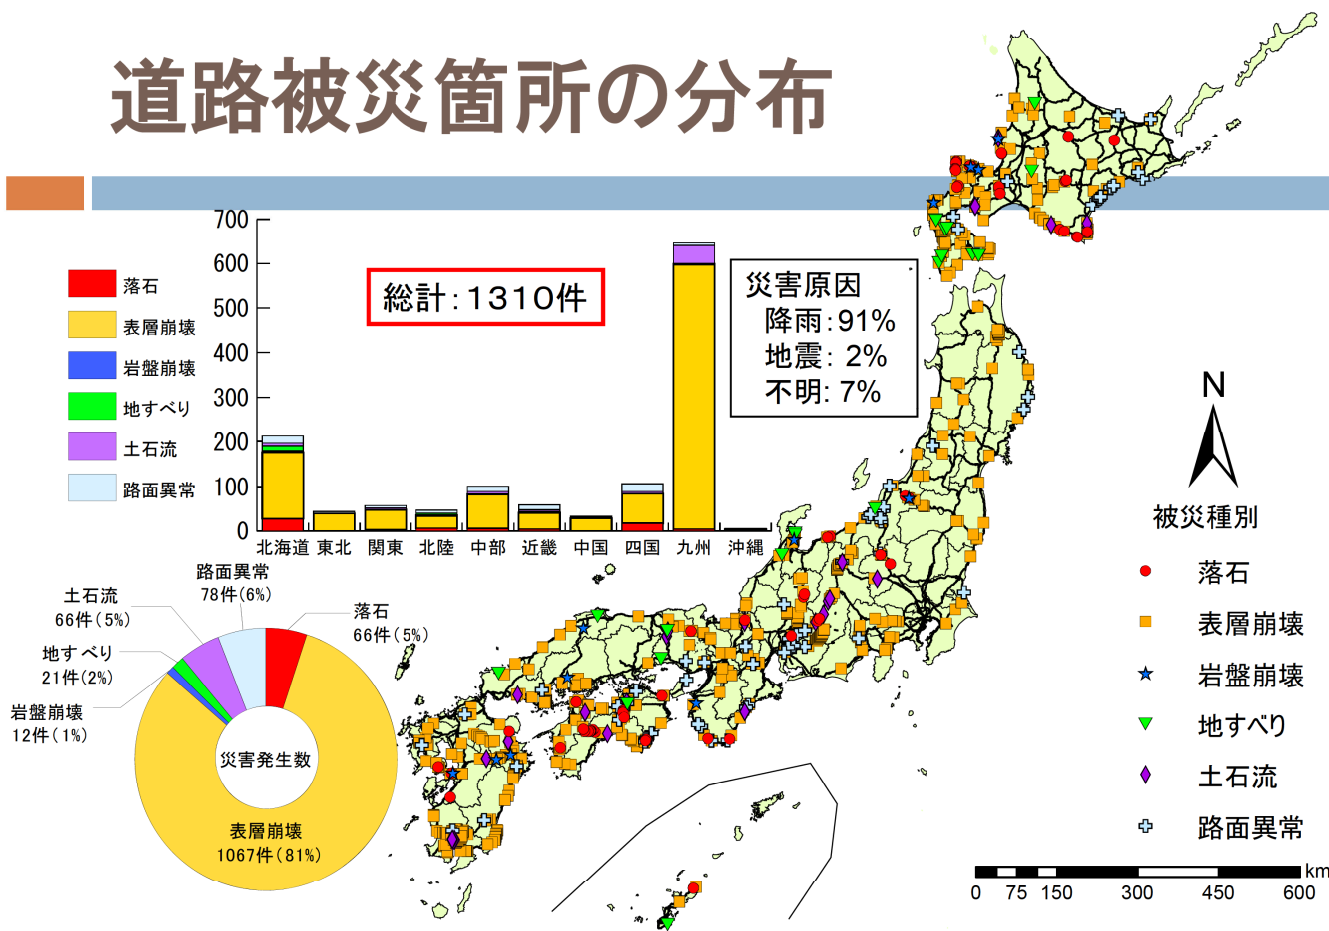 道路被災箇所の分布
700
600
500
400
300
200
100
0
落石
表層崩壊
岩盤崩壊
地すべり
土石流
路面異常
総計：1310件
災害原因
降雨：91%
地震：2%
不明：7%
北海道 東北 関東 北陸 中部 近畿 中国 四国 九州 沖縄
路面異常
78件(6%)
土石流
66件(5%)
落石
66件(5%)
地すべり
21件(2%)
岩盤崩壊
12件(1%)
災害発生数
表層崩壊
1067件(81%)
N
被災種別
落石
表層崩壊
岩盤崩壊
地すべり
土石流
路面異常
km
0 75 150 300 450 600